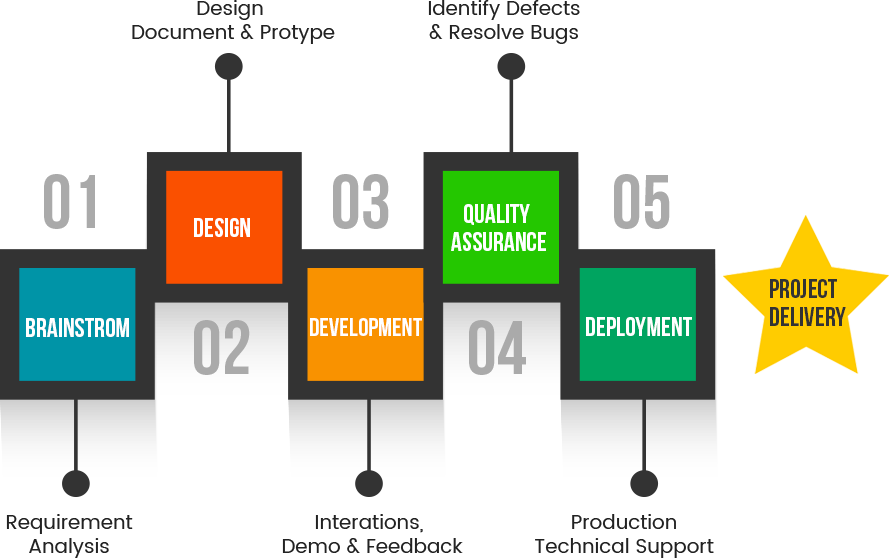 Design
Document & Protype
Identify Defects
& Resolve Bugs
01
DESIGN
03
QUALITY
ASSURANCE
05
BRAINSTROM
02
DEVELOPMENT
04
DEPLOYMENT
PROJECT
DELIVERY
Requirement
Analysis
Interations,
Demo & Feedback
Production
Technical Support